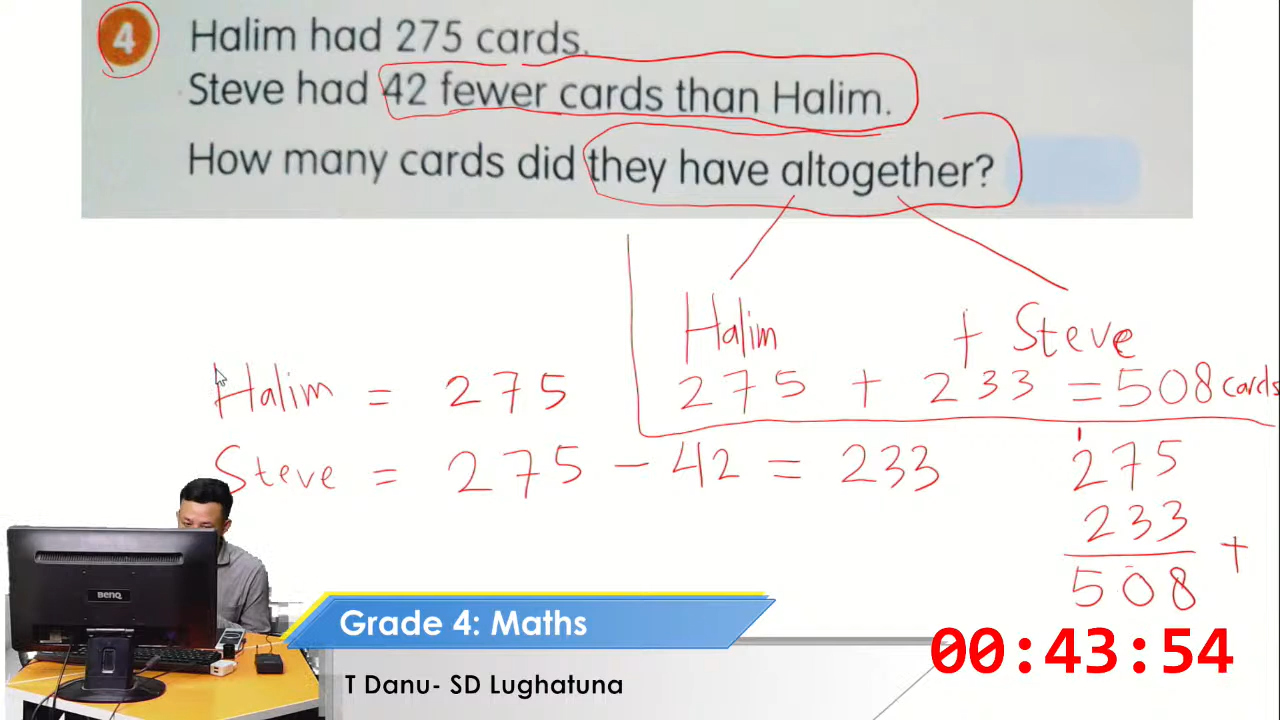 4 Halim had 275 cards.
Steve had 42 fewer cards than Halim.
How many cards did they have altogether?
Halim + Steve
275 + 233 = 508 cards
Halim = 275
Steve = 275 - 42 = 233
1
275
233
+
508
BenQ
Grade 4: Maths
T Danu- SD Lughatuna
00:43:54